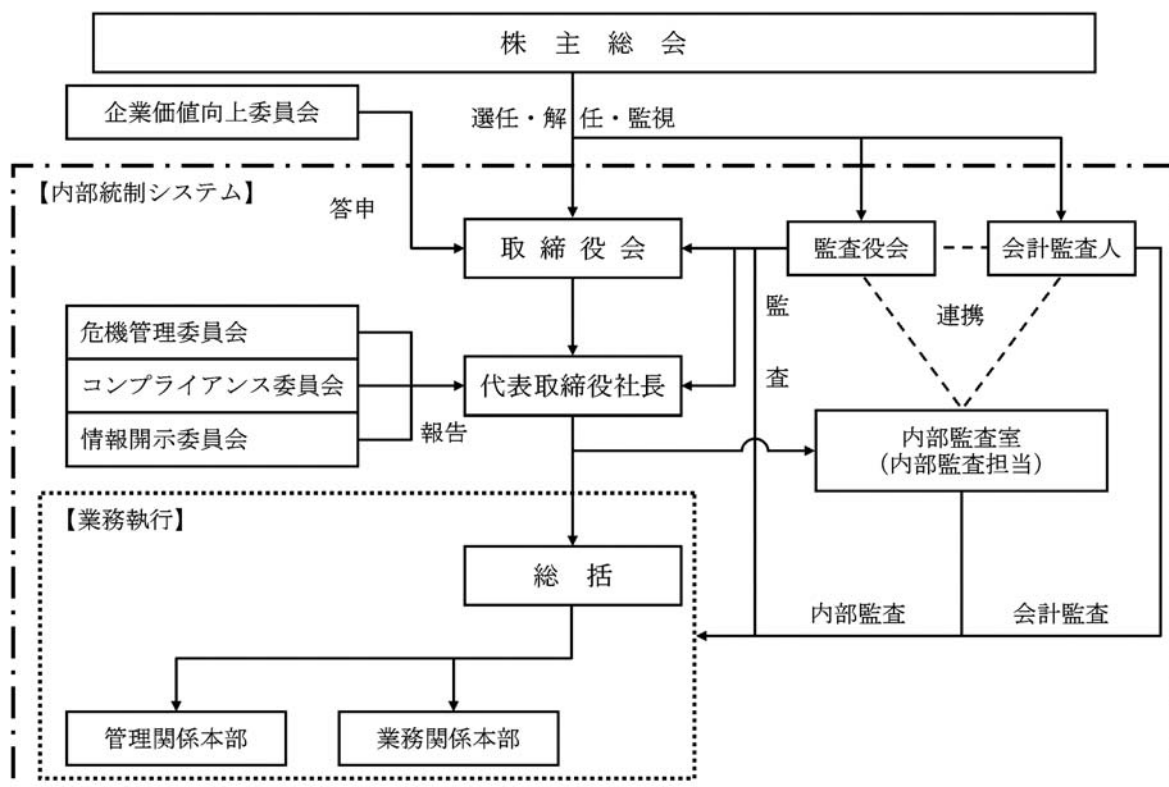 株主総会
企業価値向上委員会
選任・解任・監視
【内部統制システム】
答申
取締役会
監査役会
会計監査人
連携
監査
危機管理委員会
コンプライアンス委員会
情報開示委員会
報告
代表取締役社長
内部監査室
（内部監査担当）
【業務執行】
総括
内部監査
会計監査
管理関係本部
業務関係本部